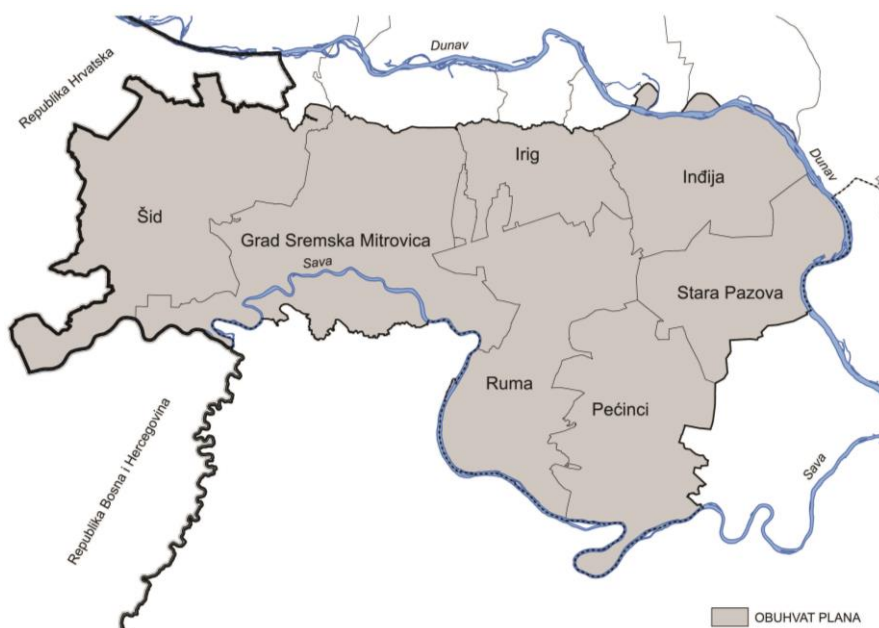 Dunav
Republika Hrvatska
Irig
Dunav
Inđija
Šid
Grad Sremska Mitrovica
Sava
Stara Pazova
Ruma
Pećinci
Republika Bosna i Hercegovina
Sava
OBUHVAT PLANA